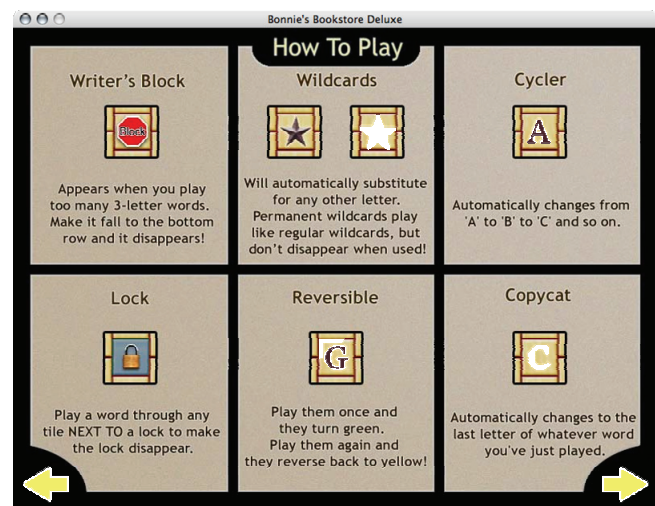 Bonnie's Bookstore Deluxe
How To Play
Writer's Block
Block
Appears when you play
too many 3-letter words.
Make it fall to the bottom
row and it disappears!
Wildcards
Will automatically substitute
for any other letter.
Permanent wildcards play
like regular wildcards, but
don't disappear when used!
Cycler
A
Automatically changes from
'A' to 'B' to 'C' and so on.
Lock
Play a word through any
tile NEXT TO a lock to make
the lock disappear.
Reversible
G
Play them once and
they turn green.
Play them again and
they reverse back to yellow!
Copycat
C
Automatically changes to the
last letter of whatever word
you've just played.